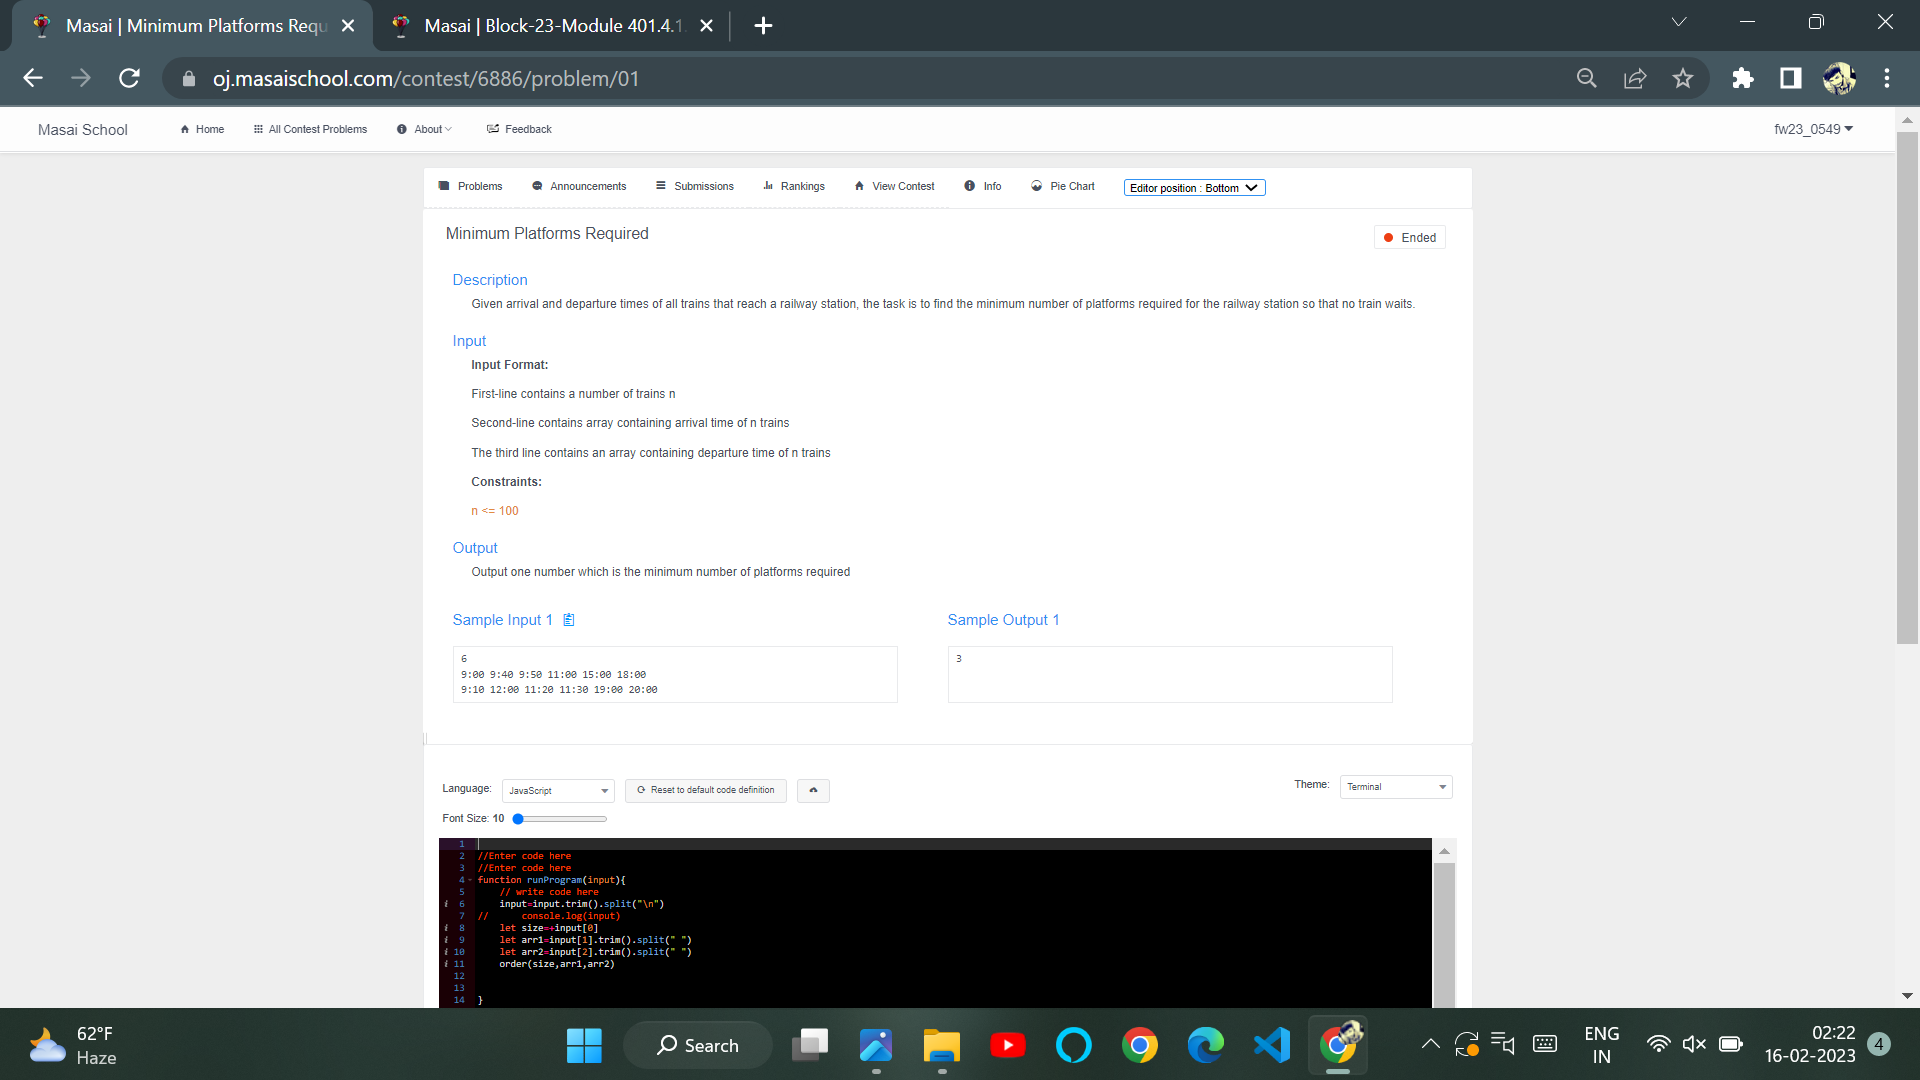 Masai | Minimum Platforms Requ
Masai | Block-23-Module 401.4.1
oj.masaischool.com/contest/6886/problem/01
Masai School
Home
All Contest Problems
About
Feedback
fw23_0549
Problems
Announcements
Submissions
Rankings
View Contest
Info
Pie Chart
Editor position : Bottom
Minimum Platforms Required
Ended
Description
Given arrival and departure times of all trains that reach a railway station, the task is to find the minimum number of platforms required for the railway station so that no train waits.
Input
Input Format:
First-line contains a number of trains n
Second-line contains array containing arrival time of n trains
The third line contains an array containing departure time of n trains
Constraints:
n <= 100
Output
Output one number which is the minimum number of platforms required
Sample Input 1
Sample Output 1
6
9:00 9:40 9:50 11:00 15:00 18:00
9:10 12:00 11:20 11:30 19:00 20:00
3
Language:
JavaScript
Reset to default code definition
Theme:
Terminal
Font Size: 10
1
2 //Enter code here
3 //Enter code here
4 function runProgram(input){
5 // write code here
i 6 input=input.trim().split("\n")
7 // console.log(input)
i 8 let size=+input[0]
i 9 let arr1=input[1].trim().split(" ")
i 10 let arr2=input[2].trim().split(" ")
i 11 order(size,arr1,arr2)
12
13
14 }
62°F
Haze
Search
ENG
IN
02:22
16-02-2023
4